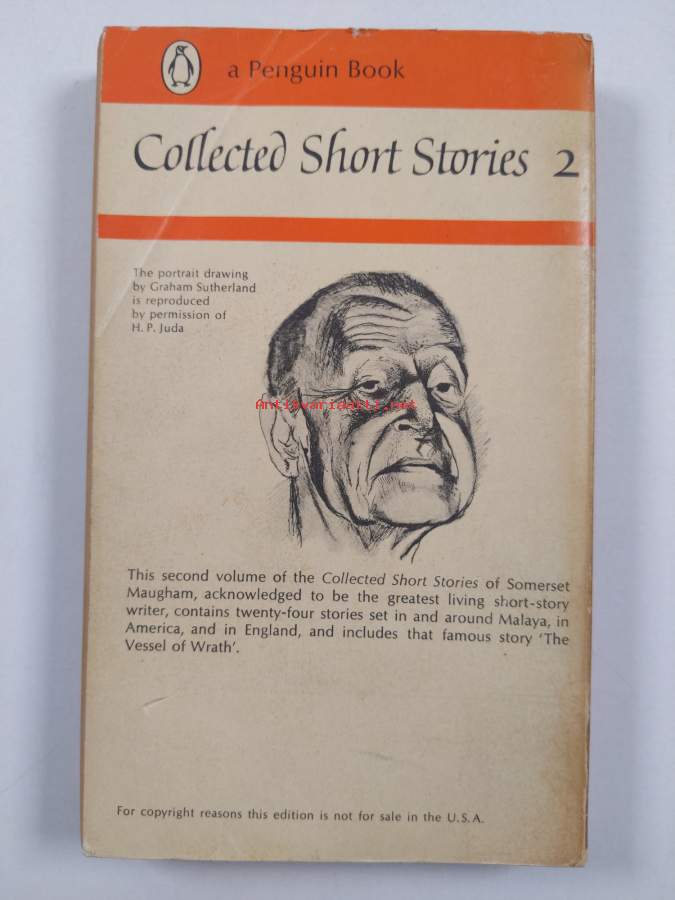 a Penguin Book
Collected Short Stories 2
The portrait drawing
by Graham Sutherland
is reproduced
by permission of
H. P. Juda
Antikvariaatti.net
This second volume of the Collected Short Stories of Somerset
Maugham, acknowledged to be the greatest living short-story
writer, contains twenty-four stories set in and around Malaya, in
America, and in England, and includes that famous story 'The
Vessel of Wrath'.
For copyright reasons this edition is not for sale in the U.S.A.